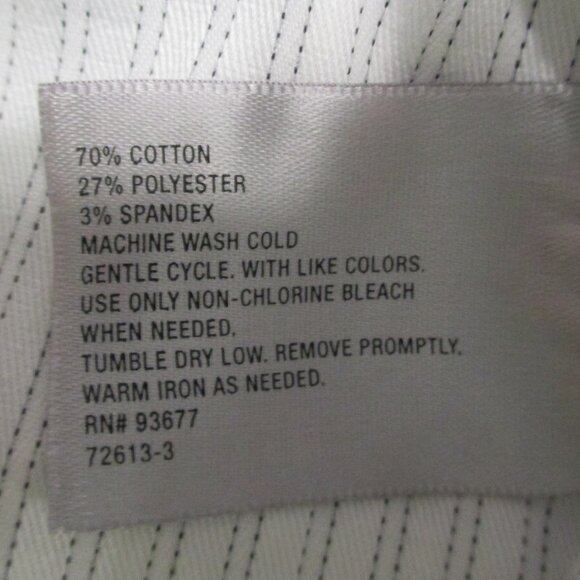 70% COTTON
27% POLYESTER
3% SPANDEX
MACHINE WASH COLD
GENTLE CYCLE. WITH LIKE COLORS.
USE ONLY NON-CHLORINE BLEACH
WHEN NEEDED.
TUMBLE DRY LOW. REMOVE PROMPTLY.
WARM IRON AS NEEDED.
RN# 93677
72613-3